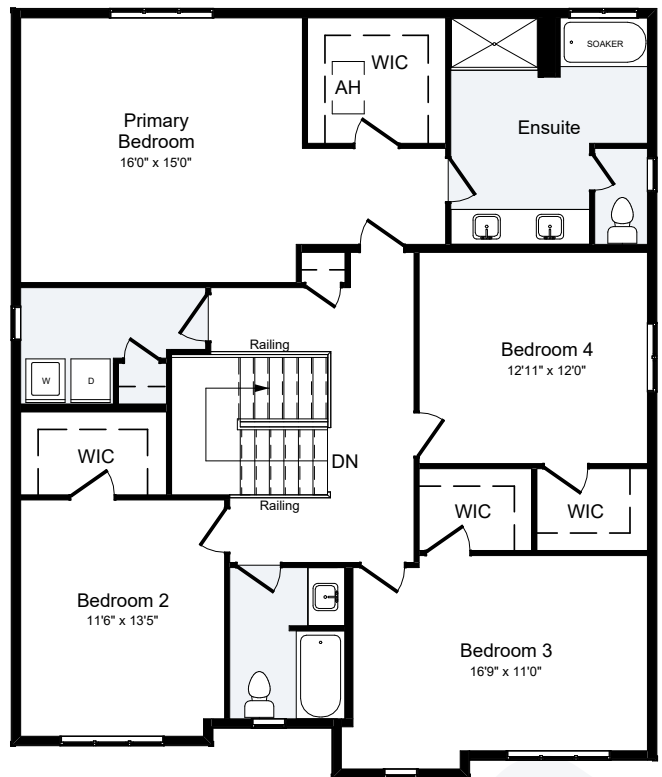 Primary
Bedroom
16'0" x 15'0"
WIC
AH
SOAKER
Ensuite
Railing
W
D
Bedroom 4
12'11" x 12'0"
WIC
DN
Railing
WIC
WIC
Bedroom 2
11'6" x 13'5"
Bedroom 3
16'9" x 11'0"